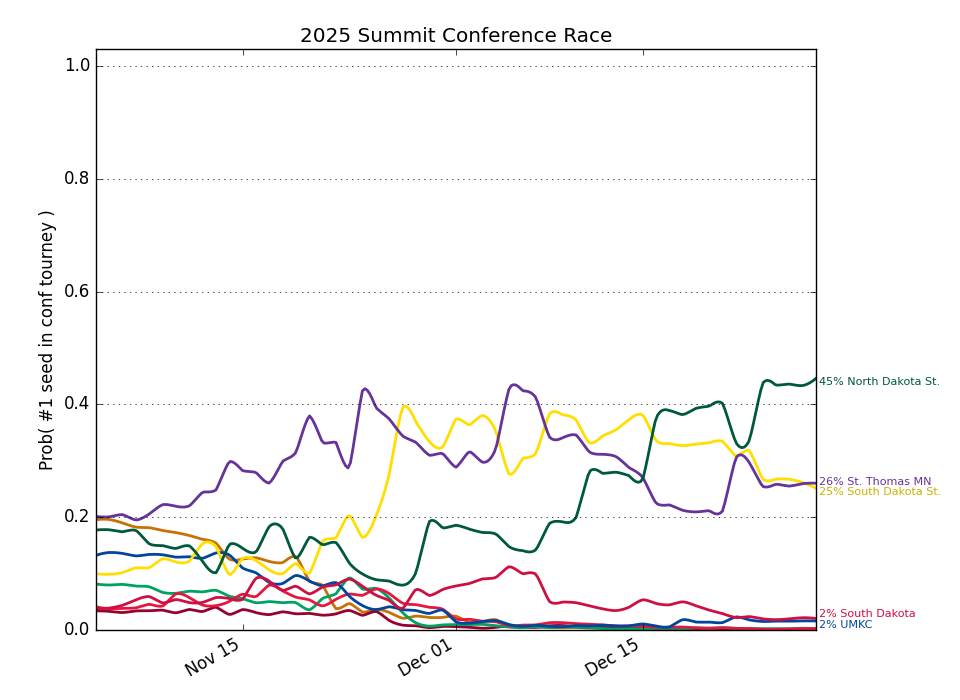 2025 Summit Conference Race
Prob( #1 seed in conf tourney )
1.0
0.8
0.6
0.4
0.2
0.0
Nov 15
Dec 01
Dec 15
45% North Dakota St.
26% St. Thomas MN
25% South Dakota St.
2% South Dakota
2% UMKC